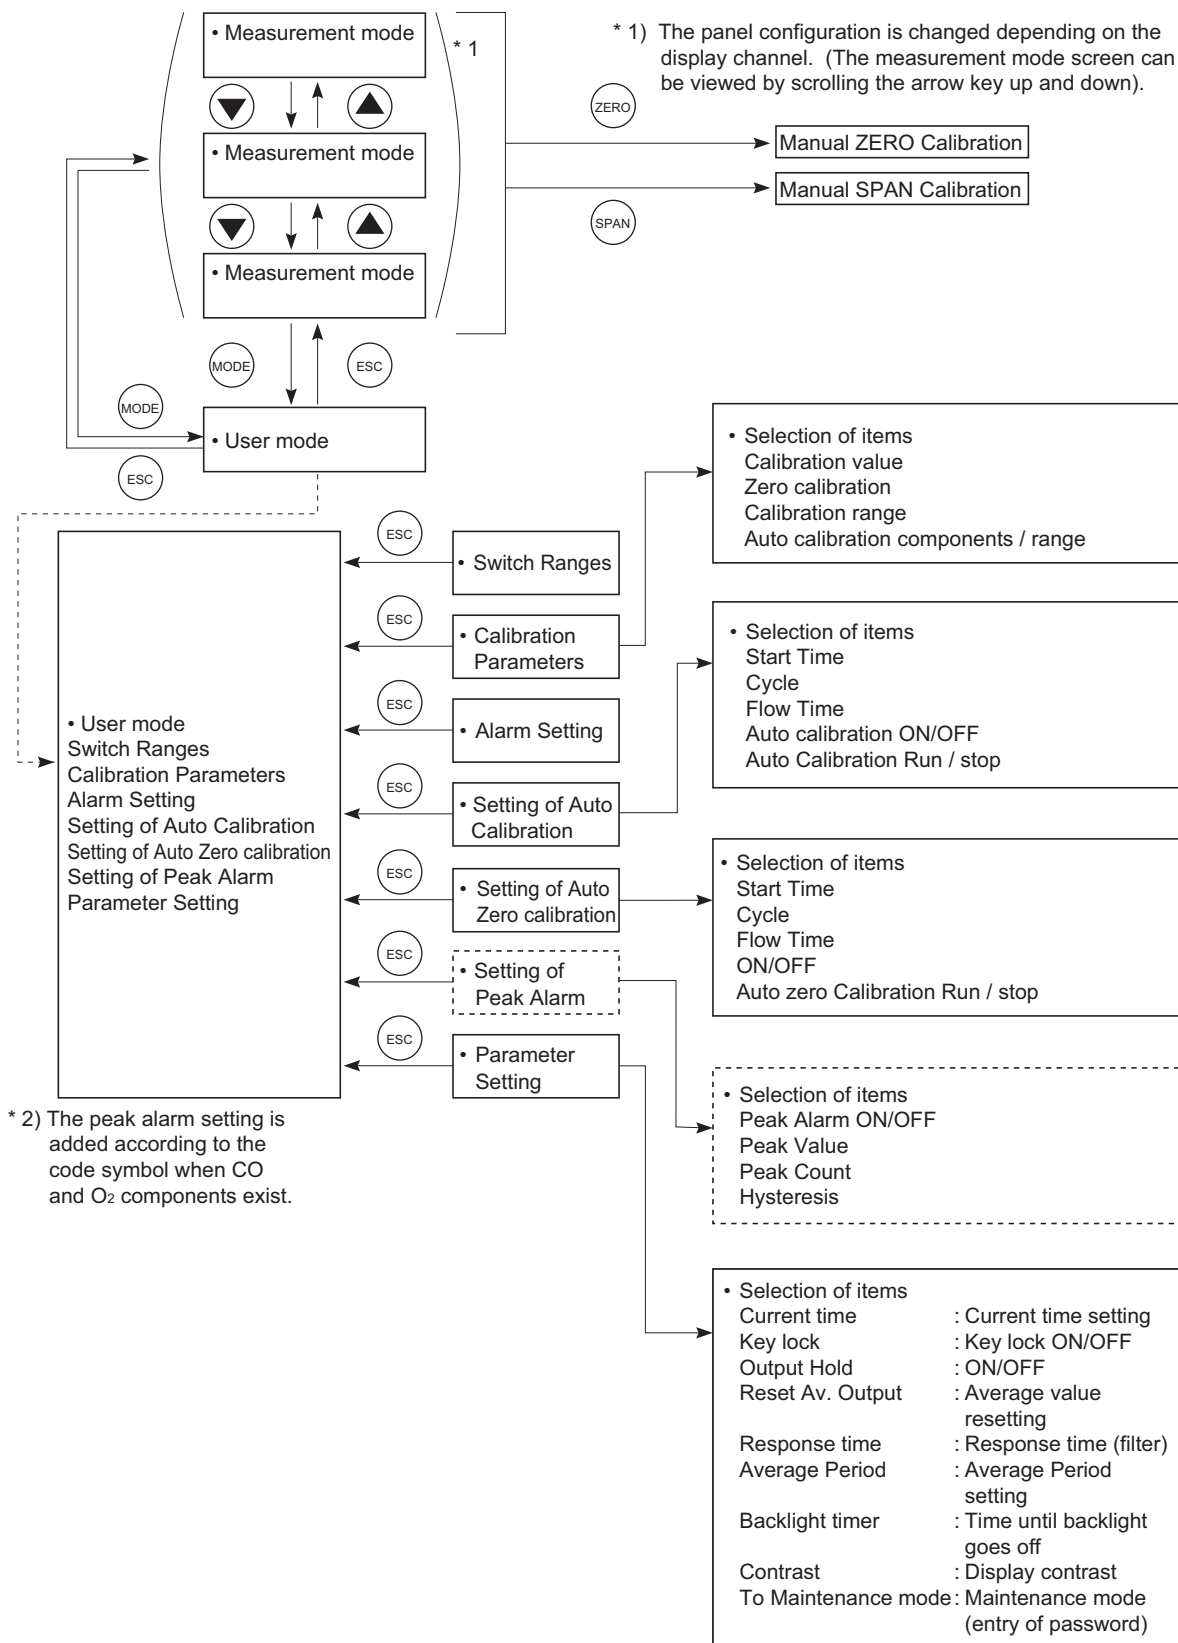 • Measurement mode
* 1
* 1) The panel configuration is changed depending on the
display channel. (The measurement mode screen can
be viewed by scrolling the arrow key up and down).
ZERO
• Measurement mode
Manual ZERO Calibration
Manual SPAN Calibration
SPAN
• Measurement mode
MODE
ESC
MODE
• User mode
ESC
• Selection of items
Calibration value
Zero calibration
Calibration range
Auto calibration components / range
ESC
• Switch Ranges
ESC
• Calibration
Parameters
• Selection of items
Start Time
Cycle
Flow Time
Auto calibration ON/OFF
Auto Calibration Run / stop
ESC
• Alarm Setting
• User mode
Switch Ranges
Calibration Parameters
Alarm Setting
Setting of Auto Calibration
Setting of Auto Zero calibration
Setting of Peak Alarm
Parameter Setting
ESC
• Setting of Auto
Calibration
ESC
• Setting of Auto
Zero calibration
• Selection of items
Start Time
Cycle
Flow Time
ON/OFF
Auto zero Calibration Run / stop
ESC
• Setting of
Peak Alarm
ESC
• Parameter
Setting
• Selection of items
Peak Alarm ON/OFF
Peak Value
Peak Count
Hysteresis
* 2) The peak alarm setting is
added according to the
code symbol when CO
and O2 components exist.
• Selection of items
Current time : Current time setting
Key lock : Key lock ON/OFF
Output Hold : ON/OFF
Reset Av. Output : Average value
resetting
Response time : Response time (filter)
Average Period : Average Period
setting
Backlight timer : Time until backlight
goes off
Contrast : Display contrast
To Maintenance mode : Maintenance mode
(entry of password)